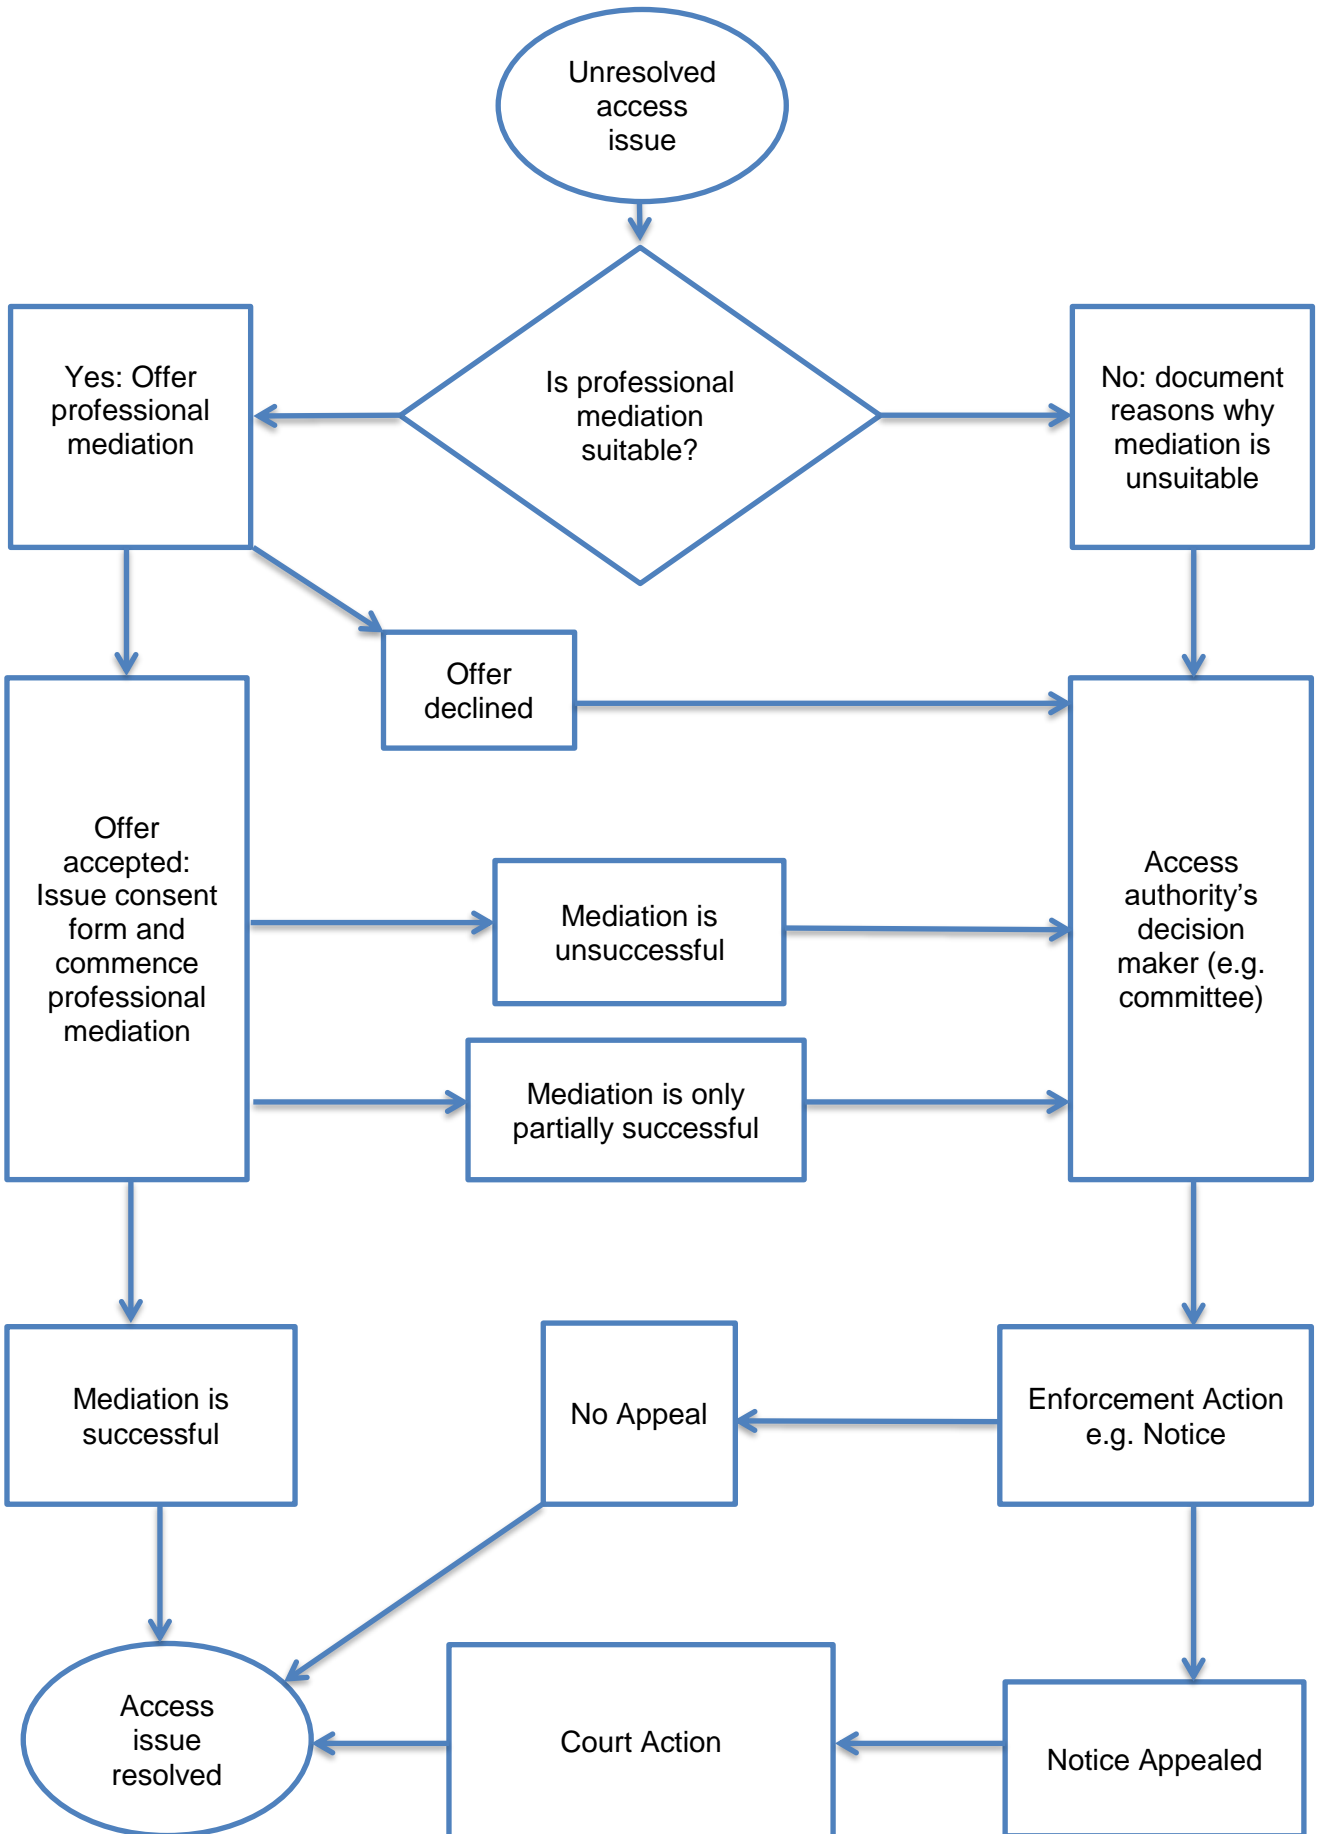 Unresolved
access
issue
Is professional
mediation
suitable?
Yes: Offer
professional
mediation
No: document
reasons why
mediation is
unsuitable
Offer
declined
Offer
accepted:
Issue consent
form and
commence
professional
mediation
Mediation is
unsuccessful
Mediation is only
partially successful
Access
authority’s
decision
maker (e.g.
committee)
Mediation is
successful
No Appeal
Enforcement Action
e.g. Notice
Access
issue
resolved
Court Action
Notice Appealed